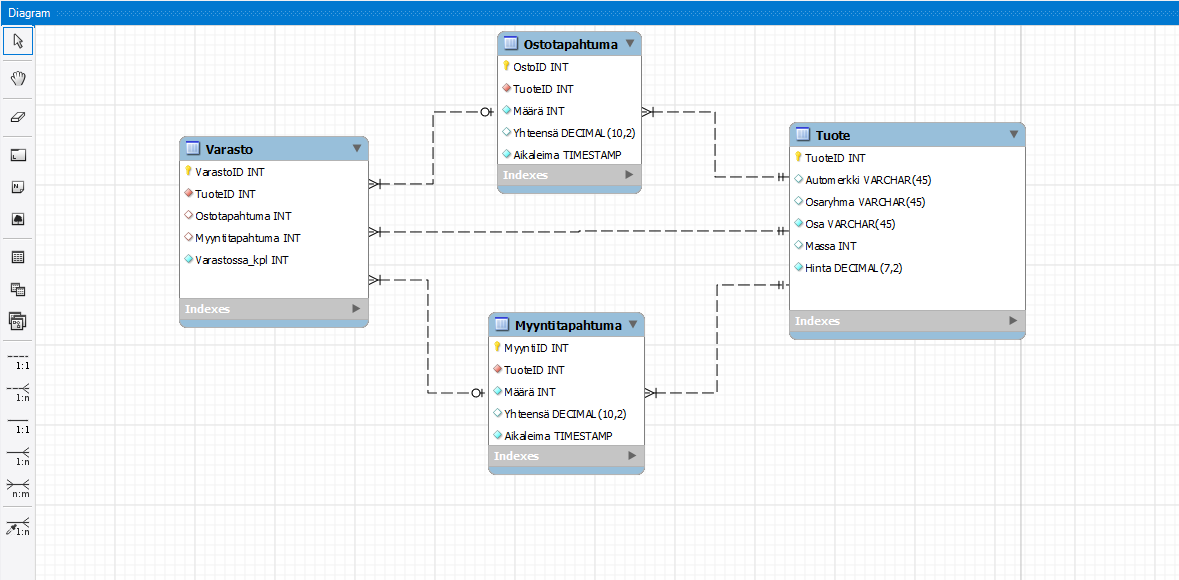 Diagram
Ostotapahtuma
OstoID INT
TuoteID INT
Määrä INT
Yhteensä DECIMAL(10,2)
Aikaleima TIMESTAMP
Indexes
Varasto
VarastoID INT
TuoteID INT
Ostotapahtuma INT
Myyntitapahtuma INT
Varastossa_kpl INT
Indexes
Tuote
TuoteID INT
Automerkki VARCHAR(45)
Osaryhma VARCHAR(45)
Osa VARCHAR(45)
Massa INT
Hinta DECIMAL(7,2)
Indexes
Myyntitapahtuma
MyyntiID INT
TuoteID INT
Määrä INT
Yhteensä DECIMAL(10,2)
Aikaleima TIMESTAMP
Indexes
1:1
1:n
1:1
1:n
n:m
1:n